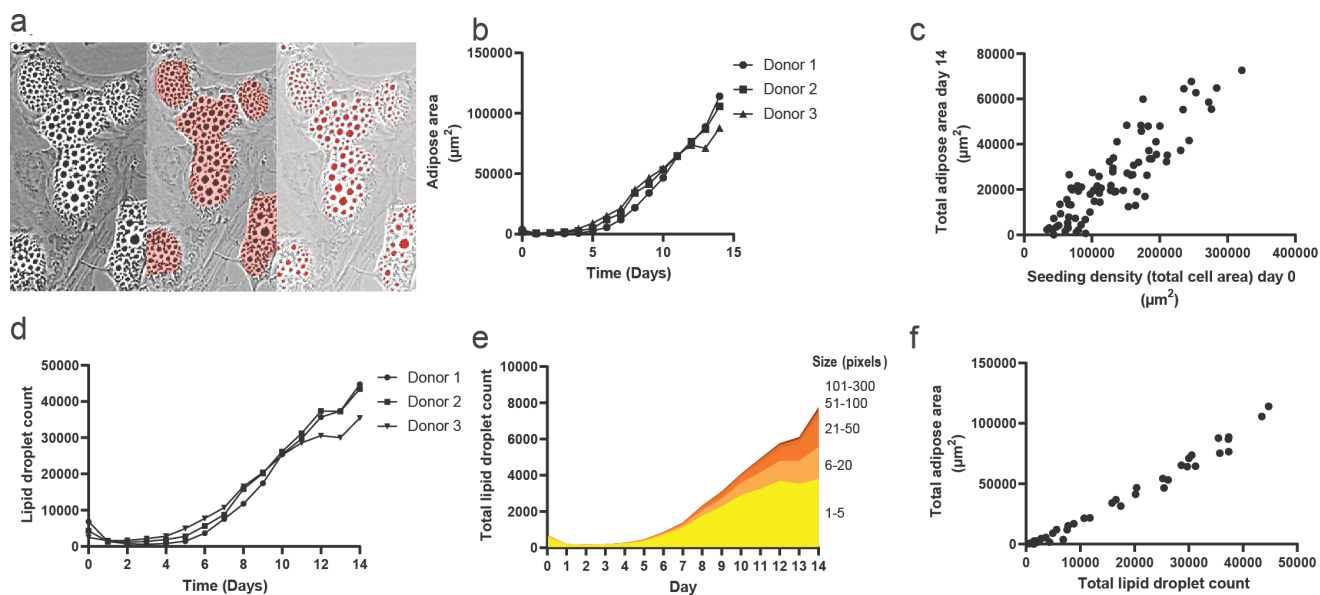 a
b
Adipose area
(µm²)
150000
100000
50000
0
0
5
10
15
Time (Days)
Donor 1
Donor 2
Donor 3
c
Total adipose area day 14
(µm²)
80000
60000
40000
20000
0
0
100000
200000
300000
400000
Seeding density (total cell area) day 0
(µm²)
d
Lipid droplet count
50000
40000
30000
20000
10000
0
0 2 4 6 8 10 12 14
Time (Days)
Donor 1
Donor 2
Donor 3
e
Total lipid droplet count
10000
8000
6000
4000
2000
0
0 1 2 3 4 5 6 7 8 9 10 11 12 13 14
Day
Size (pixels)
101-300
51-100
21-50
6-20
1-5
f
Total adipose area
(µm²)
150000
100000
50000
0
0 10000 20000 30000 40000 50000
Total lipid droplet count